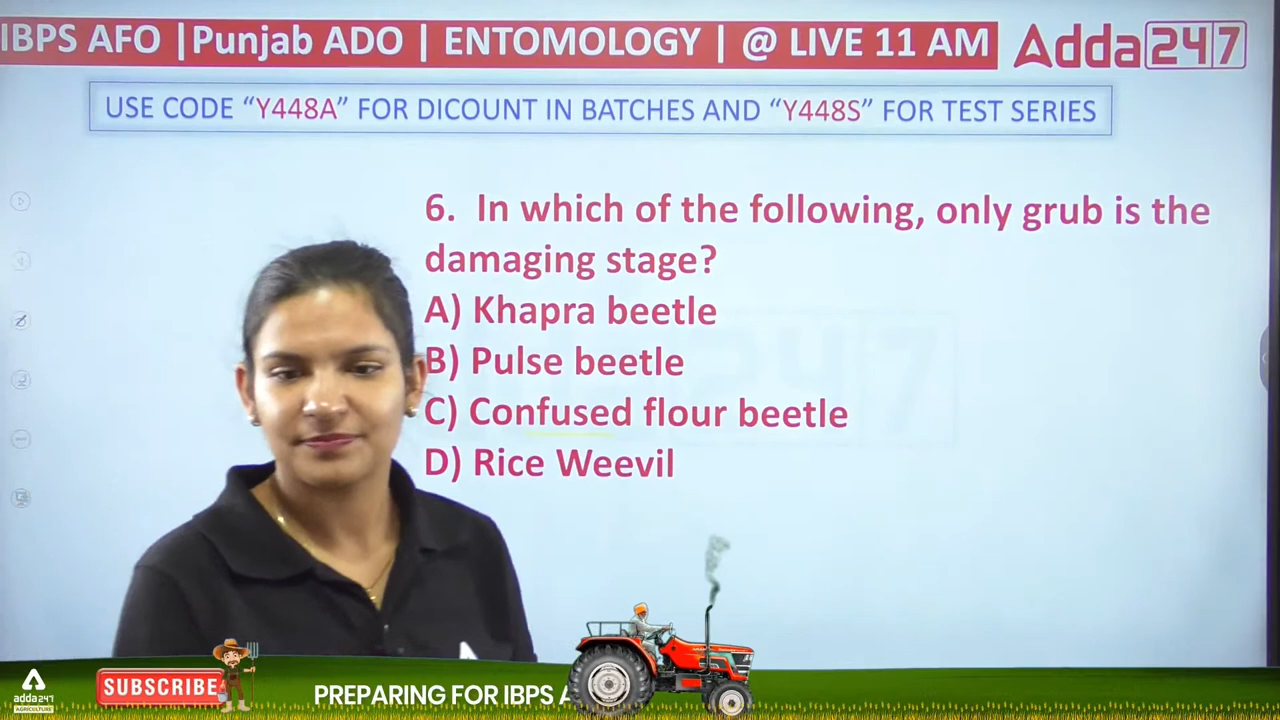 IBPS AFO |Punjab ADO | ENTOMOLOGY | @ LIVE 11 AM
Adda247
USE CODE “Y448A” FOR DICOUNT IN BATCHES AND “Y448S” FOR TEST SERIES
6. In which of the following, only grub is the
damaging stage?
A) Khapra beetle
B) Pulse beetle
C) Confused flour beetle
D) Rice Weevil
adda247
AGRICULTURE
SUBSCRIBE
PREPARING FOR IBPS A